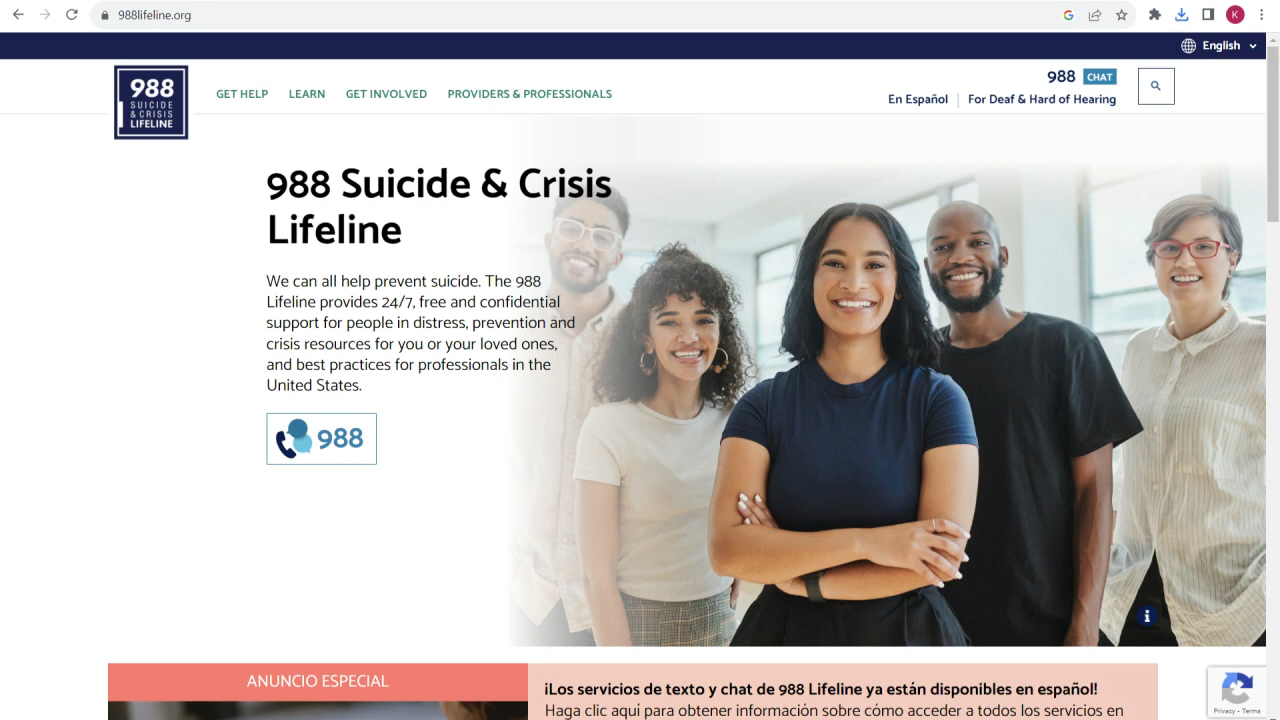 988lifeline.org
K
English
988
SUICIDE
& CRISIS
LIFELINE
GET HELP LEARN GET INVOLVED PROVIDERS & PROFESSIONALS
988 CHAT
En Español For Deaf & Hard of Hearing
988 Suicide & Crisis
Lifeline
We can all help prevent suicide. The 988
Lifeline provides 24/7, free and confidential
support for people in distress, prevention and
crisis resources for you or your loved ones,
and best practices for professionals in the
United States.
988
ANUNCIO ESPECIAL
¡Los servicios de texto y chat de 988 Lifeline ya están disponibles en español!
Haga clic aquí para obtener información sobre cómo acceder a todos los servicios en
Privacy - Terms